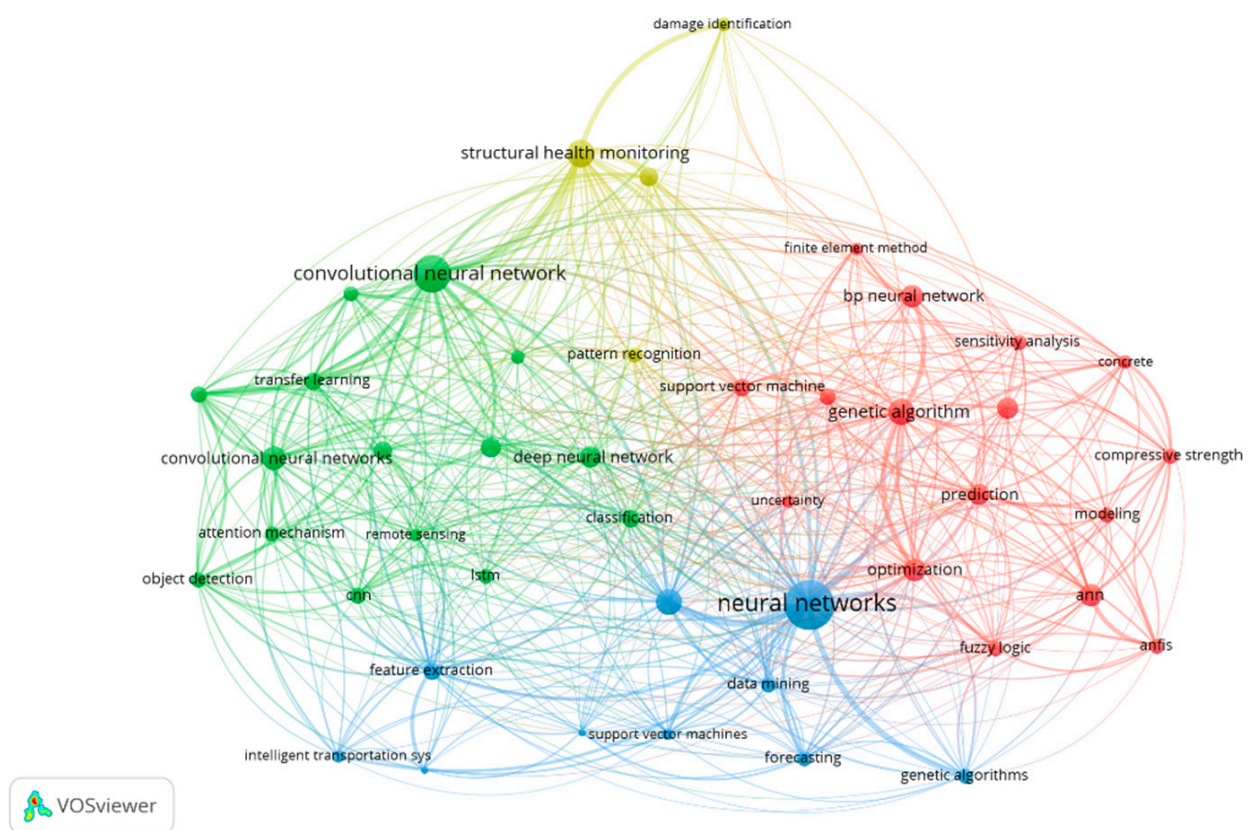 damage identification
structural health monitoring
finite element method
convolutional neural network
bp neural network
sensitivity analysis
pattern recognition
concrete
transfer learning
support vector machine
genetic algorithm
convolutional neural networks
deep neural network
compressive strength
prediction
uncertainty
modeling
classification
attention mechanism
remote sensing
optimization
lstm
object detection
cnn
ann
neural networks
anfis
fuzzy logic
feature extraction
data mining
support vector machines
intelligent transportation sys
forecasting
genetic algorithms
VOSviewer